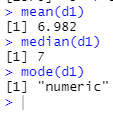 > mean(d1)
[1] 6.982
> median(d1)
[1] 7
> mode(d1)
[1] "numeric"
>